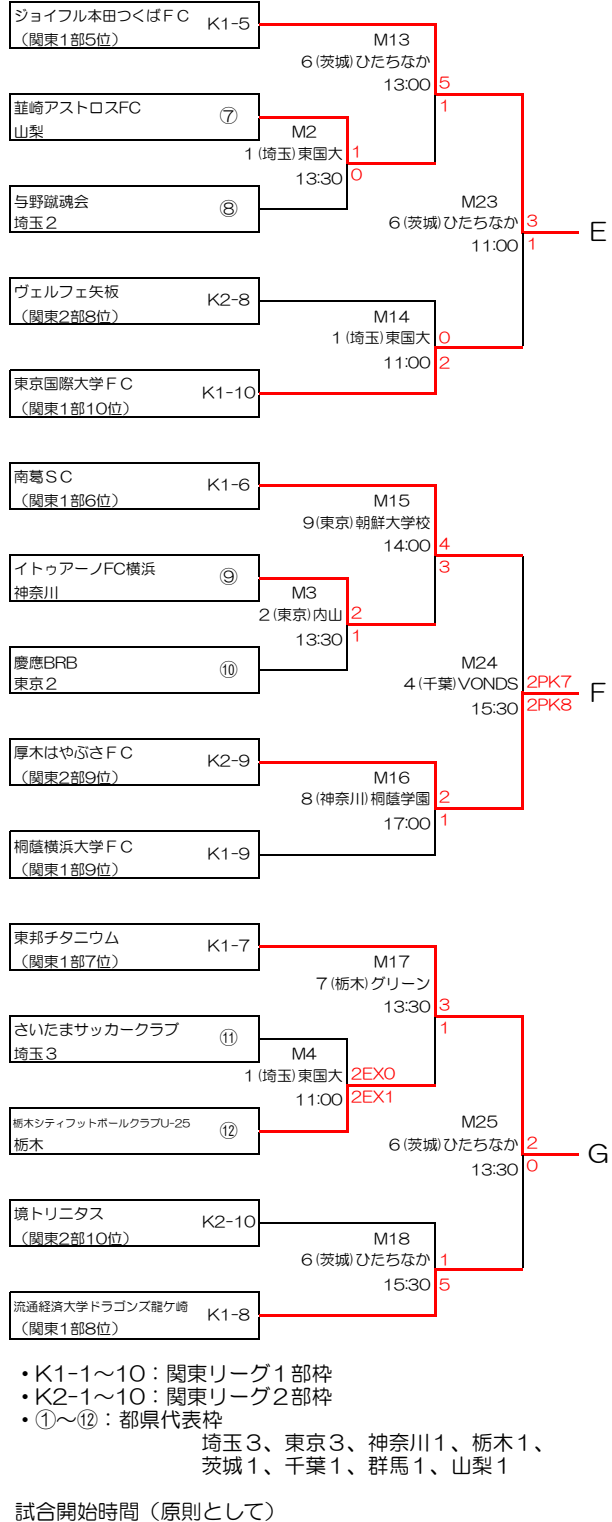 ジョイフル本田つくばＦＣ
（関東1部5位）
K1-5
M13
6(茨城)ひたちなか
13:00
5
1
韮崎アストロスFC
山梨
⑦
M2
1(埼玉)東国大
13:30
1
0
与野蹴魂会
埼玉２
⑧
M23
6(茨城)ひたちなか
11:00
3
1
E
ヴェルフェ矢板
（関東2部8位）
K2-8
M14
1(埼玉)東国大
11:00
0
2
東京国際大学ＦＣ
（関東1部10位）
K1-10
南葛ＳＣ
（関東1部6位）
K1-6
M15
9(東京)朝鮮大学校
14:00
4
3
イトゥアーノFC横浜
神奈川
⑨
M3
2(東京)内山
13:30
2
1
慶應BRB
東京２
⑩
M24
4(千葉)VONDS
15:30
2PK7
2PK8
F
厚木はやぶさＦＣ
（関東2部9位）
K2-9
M16
8(神奈川)桐蔭学園
17:00
2
1
桐蔭横浜大学ＦＣ
（関東1部9位）
K1-9
東邦チタニウム
（関東1部7位）
K1-7
M17
7(栃木)グリーン
13:30
3
1
さいたまサッカークラブ
埼玉３
⑪
M4
1(埼玉)東国大
11:00
2EX0
2EX1
栃木シティフットボールクラブU-25
栃木
⑫
M25
6(茨城)ひたちなか
13:30
2
0
G
境トリニタス
（関東2部10位）
K2-10
M18
6(茨城)ひたちなか
15:30
1
5
流通経済大学ドラゴンズ龍ケ崎
（関東1部8位）
K1-8
・K1-1～10：関東リーグ１部枠
・K2-1～10：関東リーグ２部枠
・①～⑫：都県代表枠
埼玉３、東京３、神奈川１、栃木１、
茨城１、千葉１、群馬１、山梨１
試合開始時間（原則として）